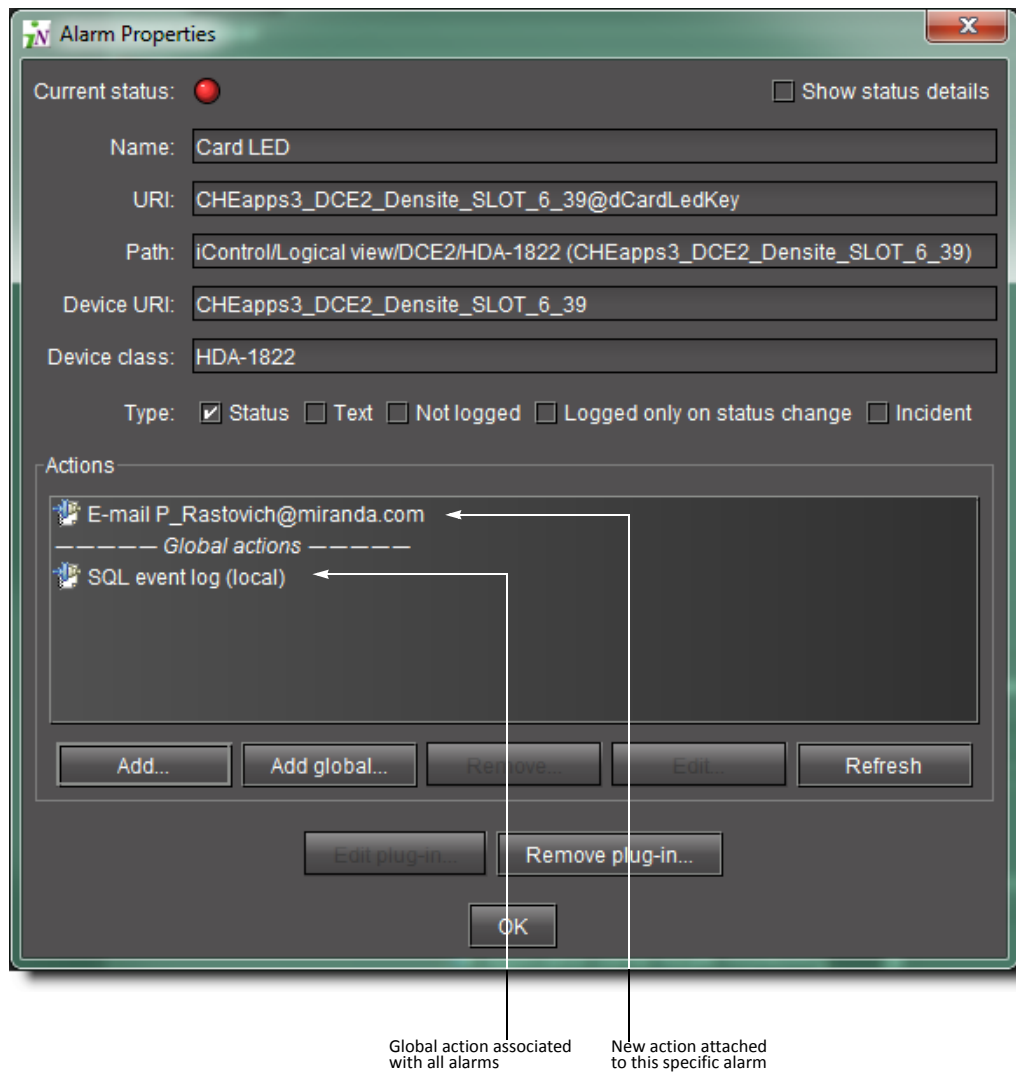 iN Alarm Properties
Current status: Show status details
Name: Card LED
URI: CHEapps3_DCE2_Densite_SLOT_6_39@dCardLedKey
Path: iControl/Logical view/DCE2/HDA-1822 (CHEapps3_DCE2_Densite_SLOT_6_39)
Device URI: CHEapps3_DCE2_Densite_SLOT_6_39
Device class: HDA-1822
Type: Status Text Not logged Logged only on status change Incident
Actions
E-mail P_Rastovich@miranda.com
————— Global actions —————
SQL event log (local)
Add... Add global... Remove... Edit... Refresh
Edit plug-in... Remove plug-in...
OK
Global action associated
with all alarms
New action attached
to this specific alarm